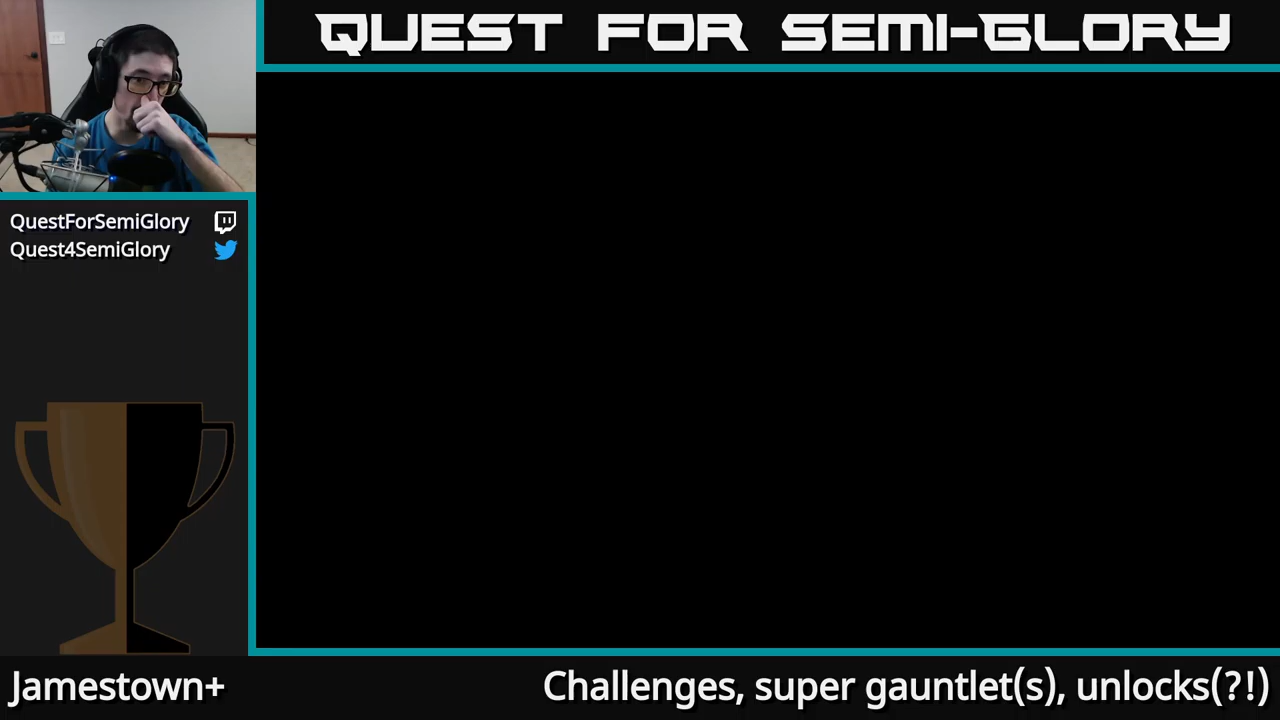 QUEST FOR SEMI-GLORY
QuestForSemiGlory
Quest4SemiGlory
Jamestown+
Challenges, super gauntlet(s), unlocks(?!)